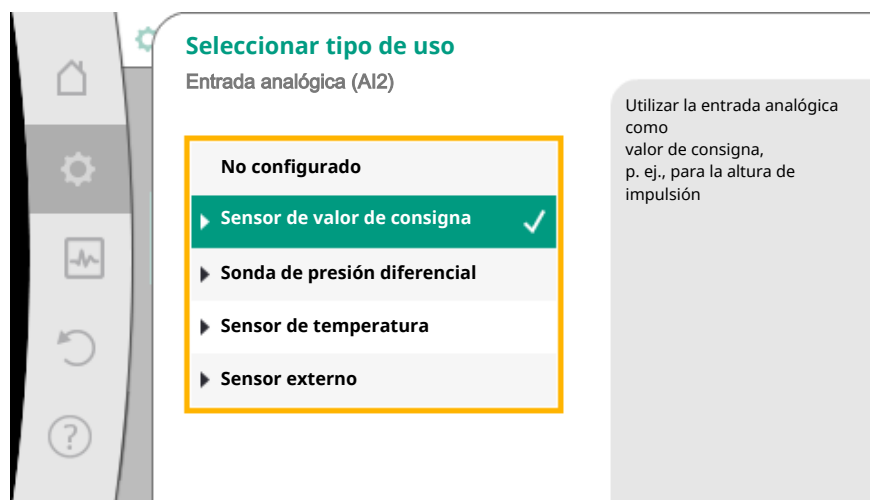 Seleccionar tipo de uso
Entrada analógica (AI2)
No configurado
Sensor de valor de consigna
Sonda de presión diferencial
Sensor de temperatura
Sensor externo
Utilizar la entrada analógica
como
valor de consigna,
p. ej., para la altura de
impulsión
?